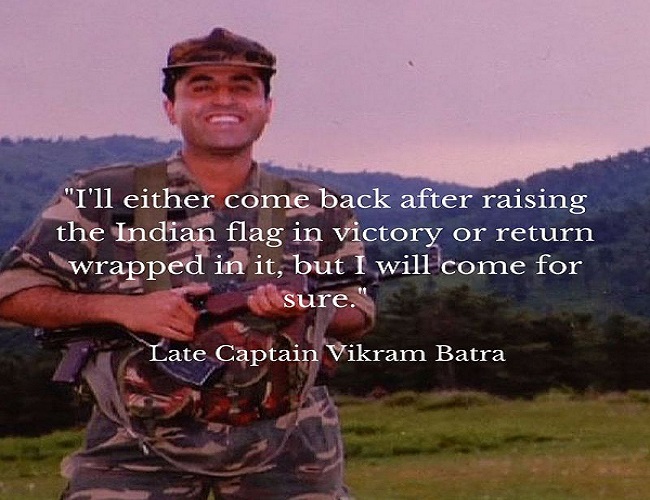 "I'll either come back after raising
the Indian flag in victory or return
wrapped in it, but I will come for
sure."
Late Captain Vikram Batra